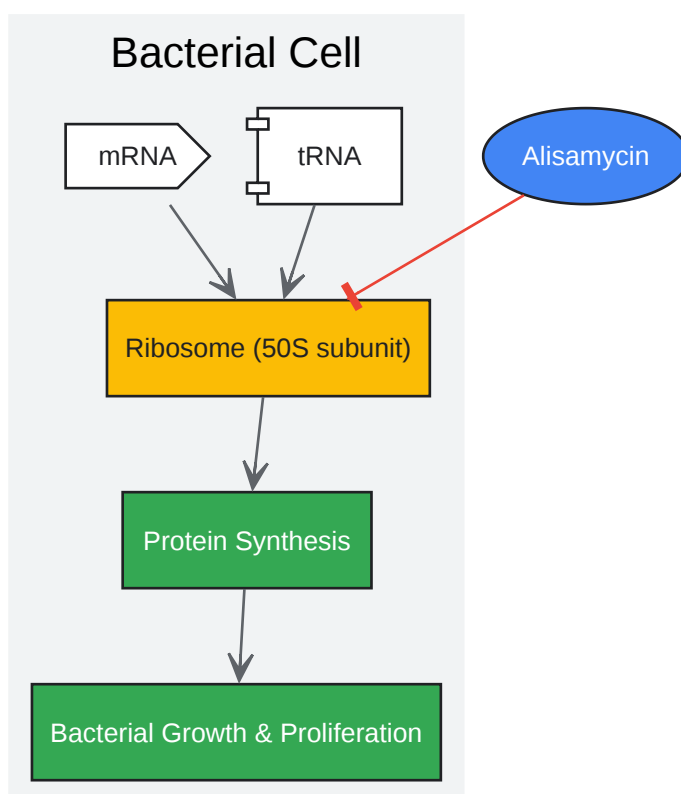 Bacterial Cell
mRNA
tRNA
Alisamycin
Ribosome (50S subunit)
Protein Synthesis
Bacterial Growth & Proliferation